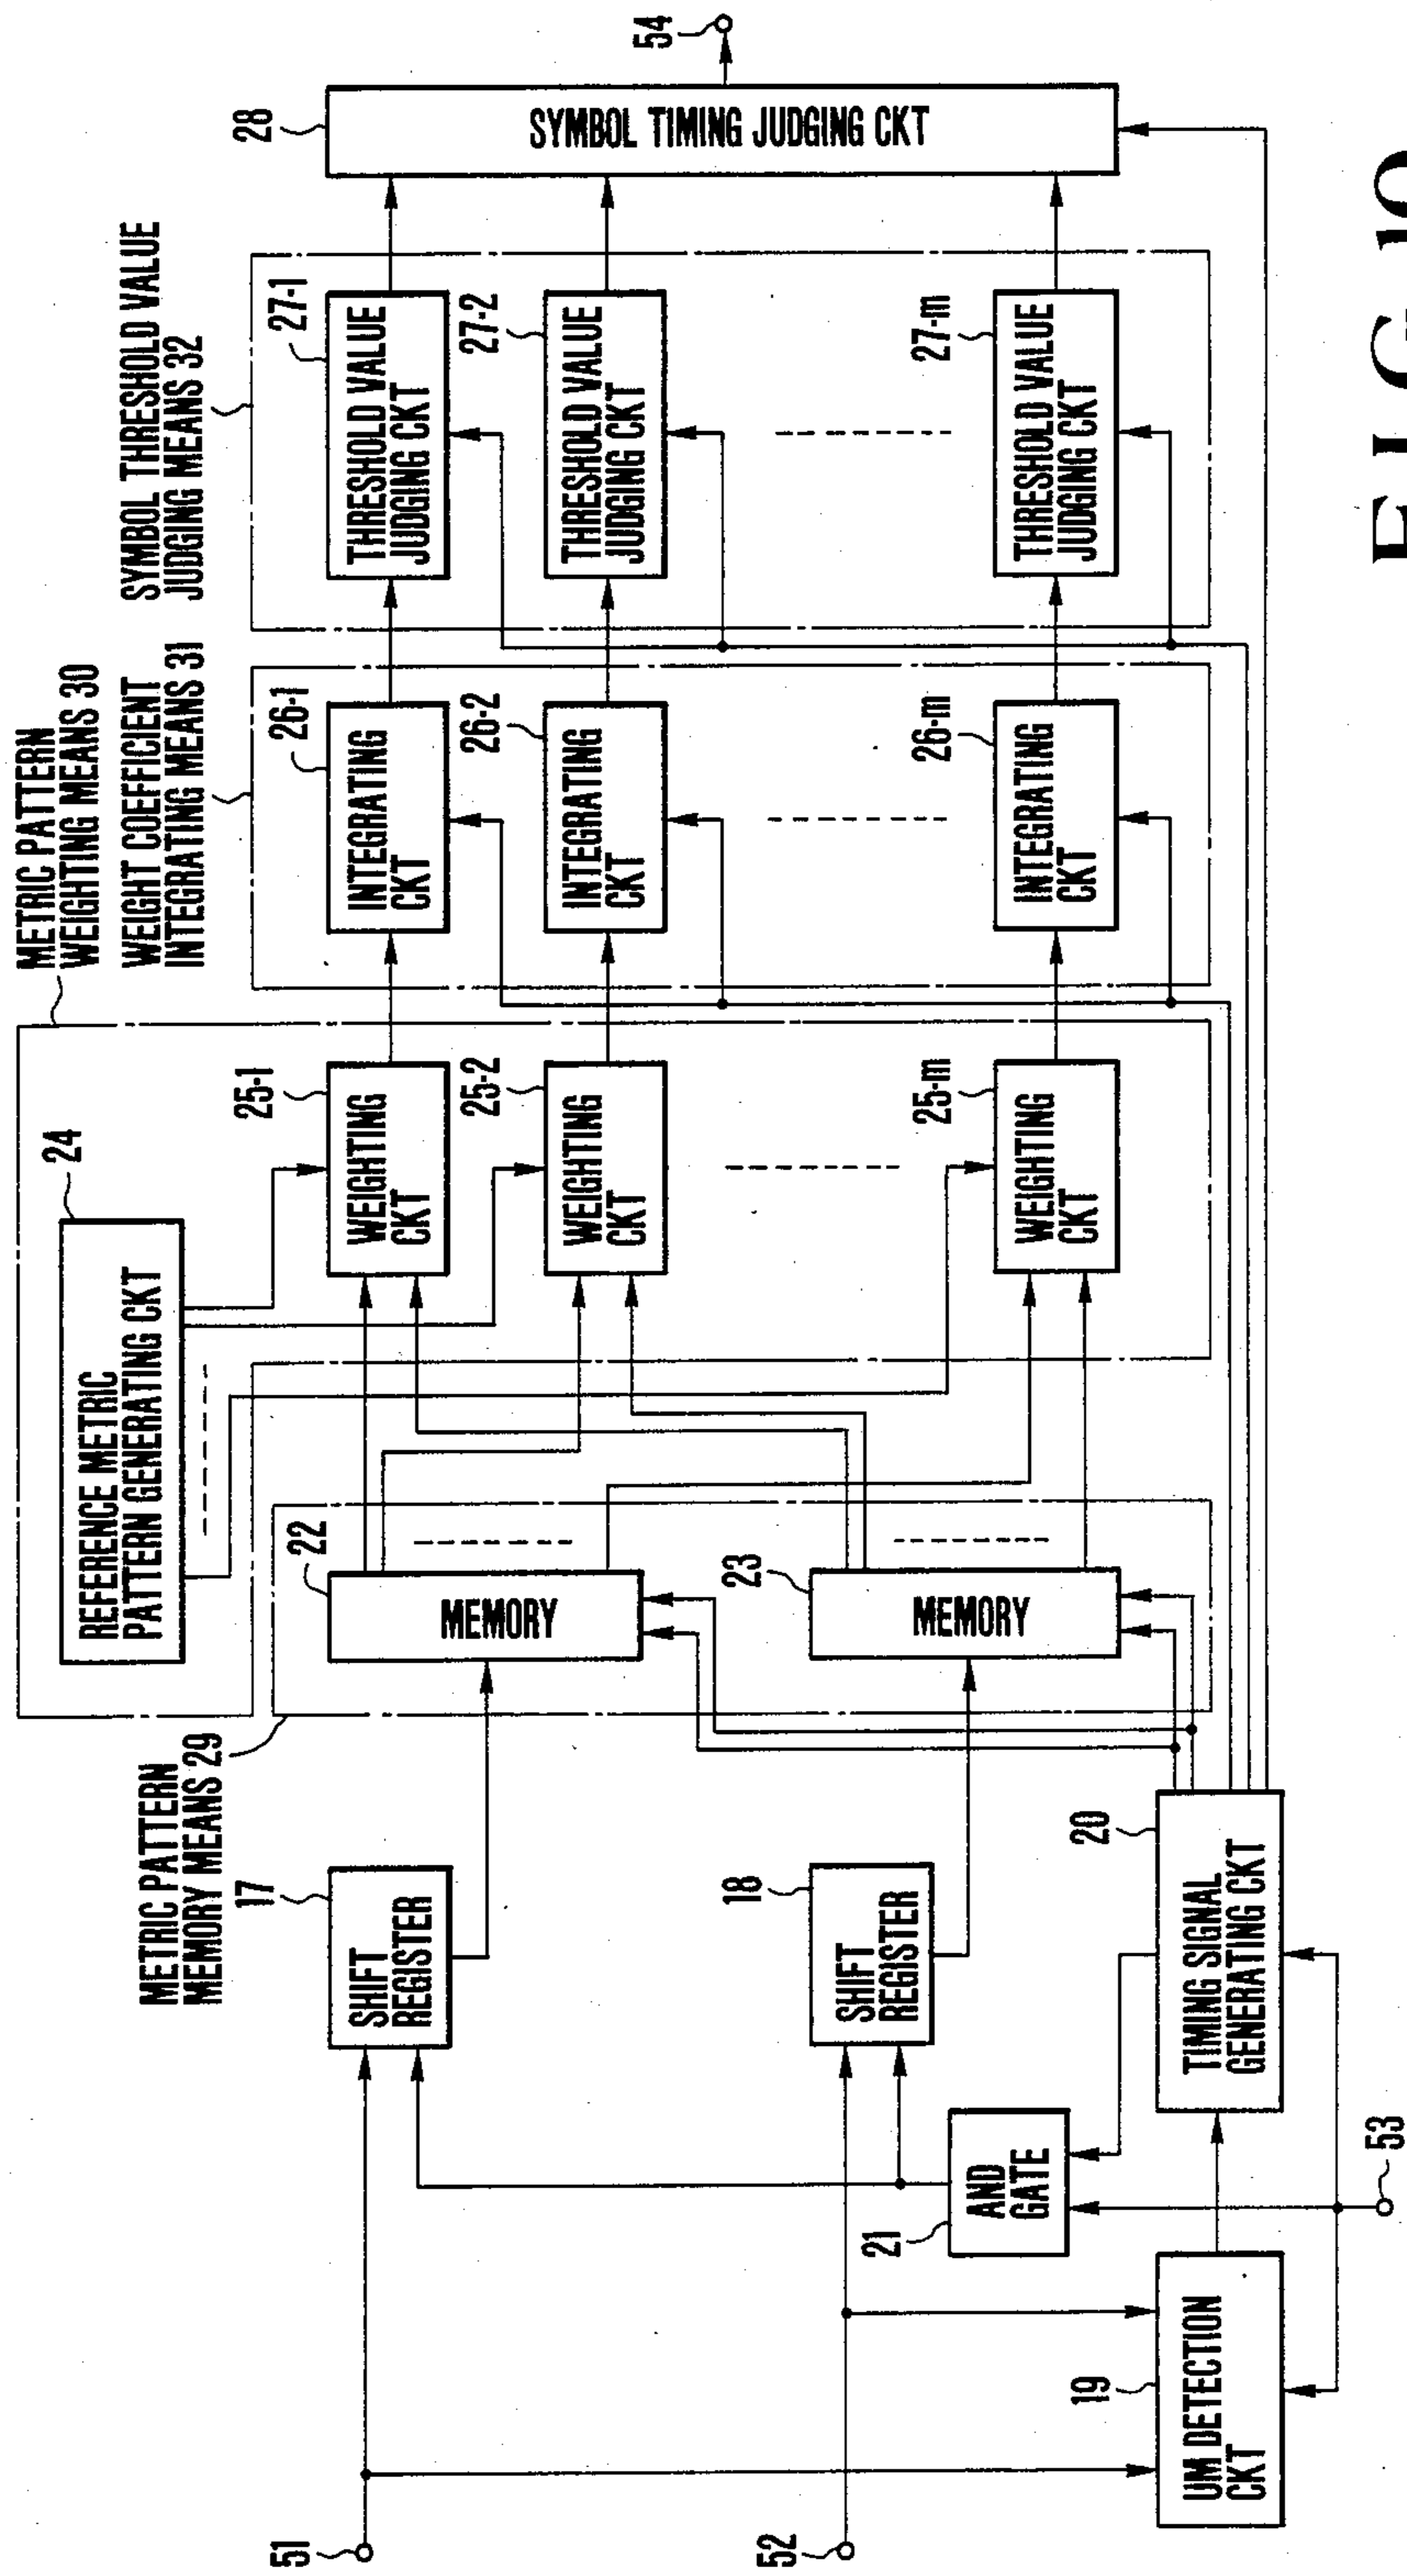 METRIC PATTERN
WEIGHTING MEANS 30
WEIGHT COEFFICIENT
INTEGRATING MEANS 31
SYMBOL THRESHOLD VALUE
JUDGING MEANS 32
METRIC PATTERN
MEMORY MEANS 29
24
REFERENCE METRIC
PATTERN GENERATING CKT
51
17
SHIFT
REGISTER
22
MEMORY
25-1
WEIGHTING
CKT
26-1
INTEGRATING
CKT
27-1
THRESHOLD VALUE
JUDGING CKT
28
SYMBOL TIMING JUDGING CKT
54
25-2
WEIGHTING
CKT
26-2
INTEGRATING
CKT
27-2
THRESHOLD VALUE
JUDGING CKT
52
18
SHIFT
REGISTER
23
MEMORY
25-m
WEIGHTING
CKT
26-m
INTEGRATING
CKT
27-m
THRESHOLD VALUE
JUDGING CKT
21
AND
GATE
19
UM DETECTION
CKT
20
TIMING SIGNAL
GENERATING CKT
53
FIG.10